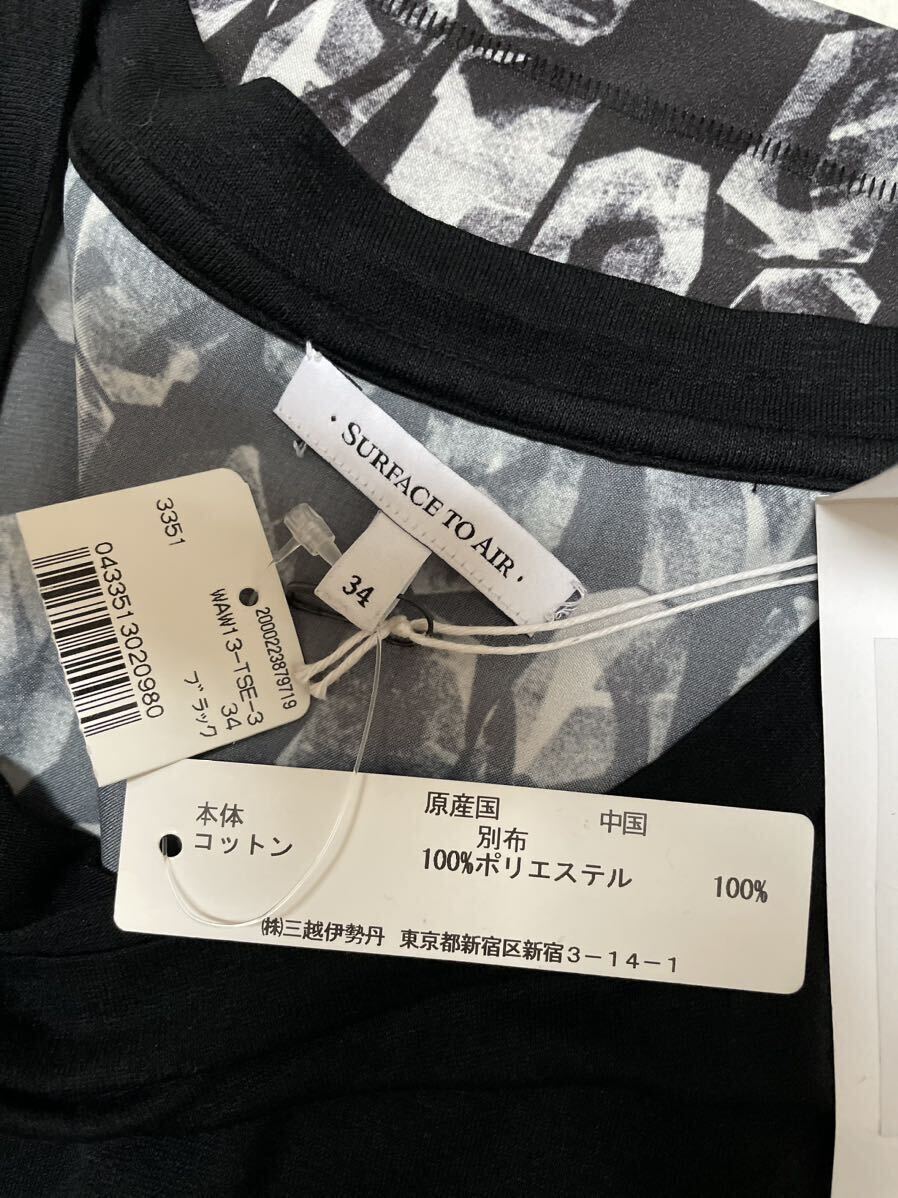 · SURFACE TO AIR ·
34
3351
0433513020980
2000223879719
WAW13-TSE-3
34
ブラック
原産国 中国
本体 別布
コットン 100%ポリエステル 100%
㈱三越伊勢丹 東京都新宿区新宿3-14-1